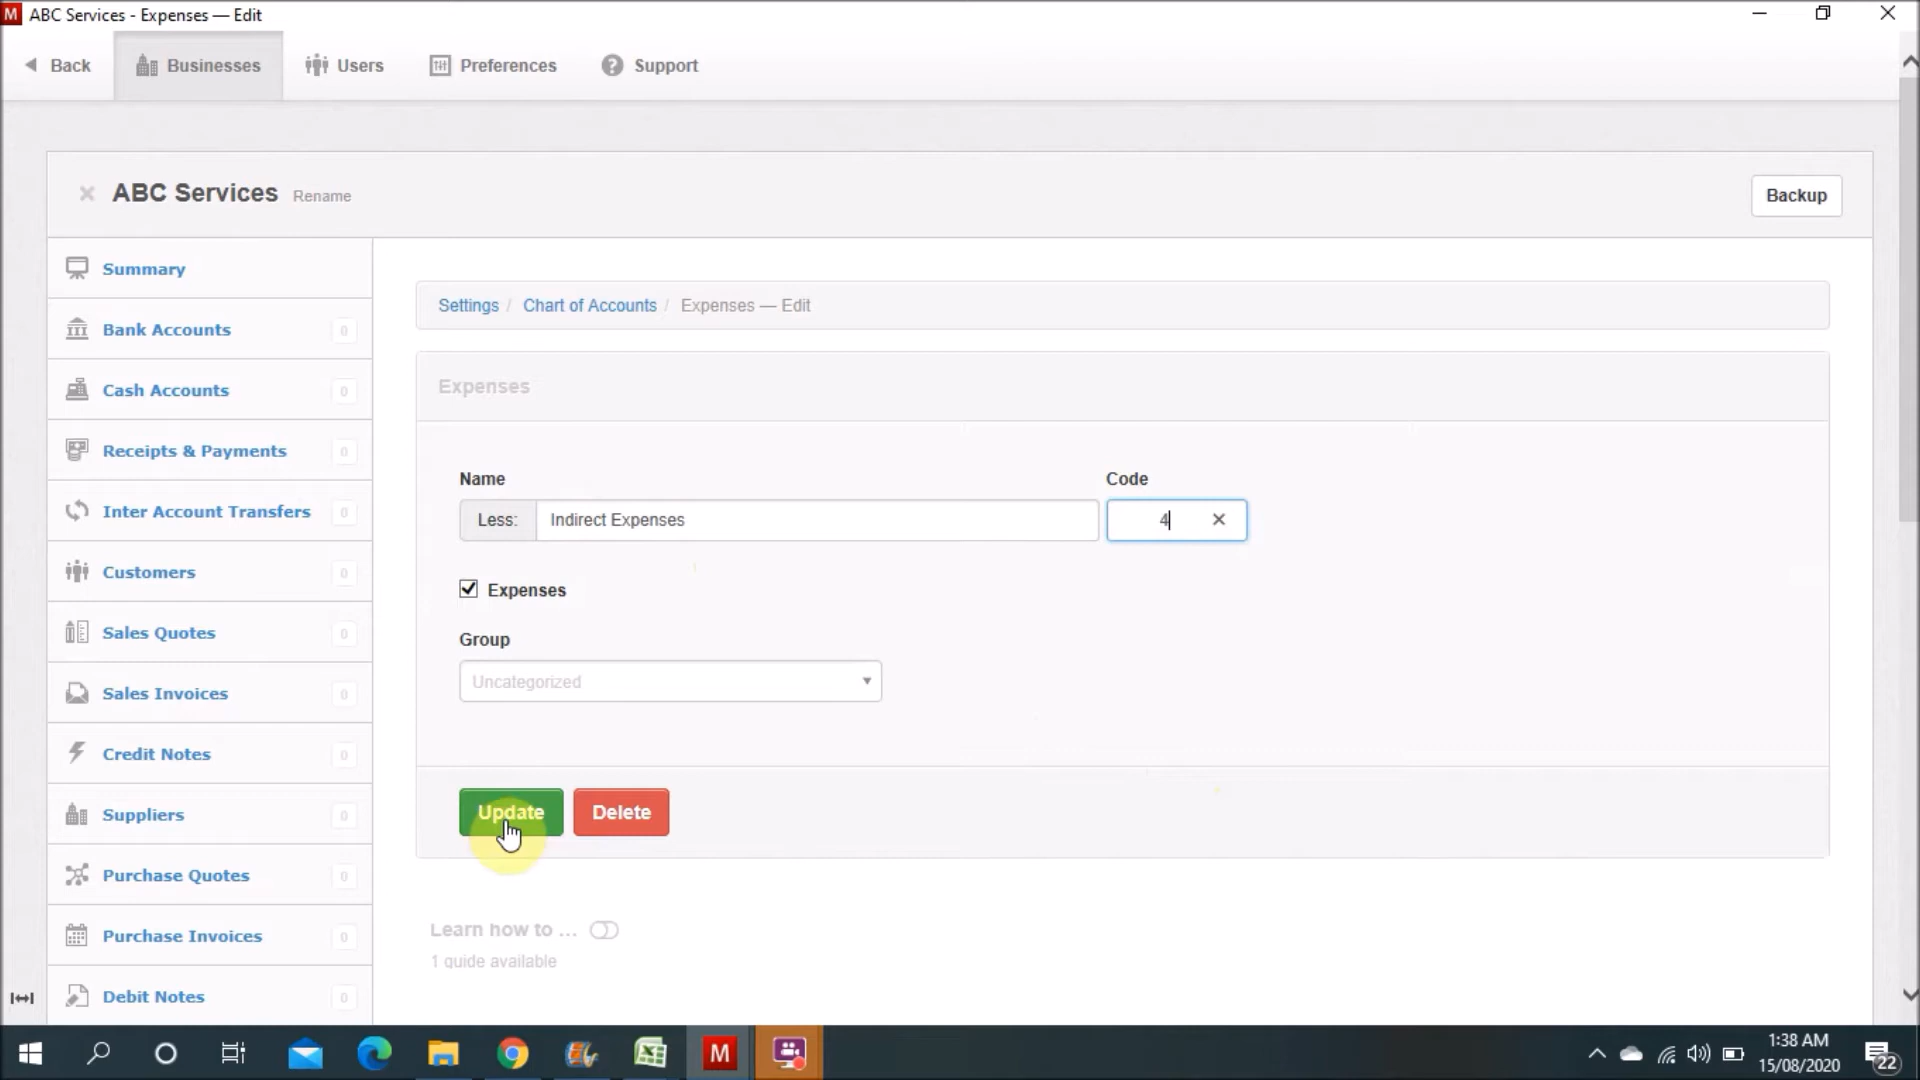 M ABC Services - Expenses — Edit
Back
Businesses
Users
Preferences
Support
ABC Services Rename
Backup
Summary
Bank Accounts 0
Cash Accounts 0
Receipts & Payments 0
Inter Account Transfers 0
Customers 0
Sales Quotes 0
Sales Invoices 0
Credit Notes 0
Suppliers 0
Purchase Quotes 0
Purchase Invoices 0
Debit Notes 0
Settings / Chart of Accounts / Expenses — Edit
Expenses
Name
Code
Less: Indirect Expenses
4
Expenses
Group
Uncategorized
Update
Delete
Learn how to ...
1 guide available
M
1:38 AM
15/08/2020
22